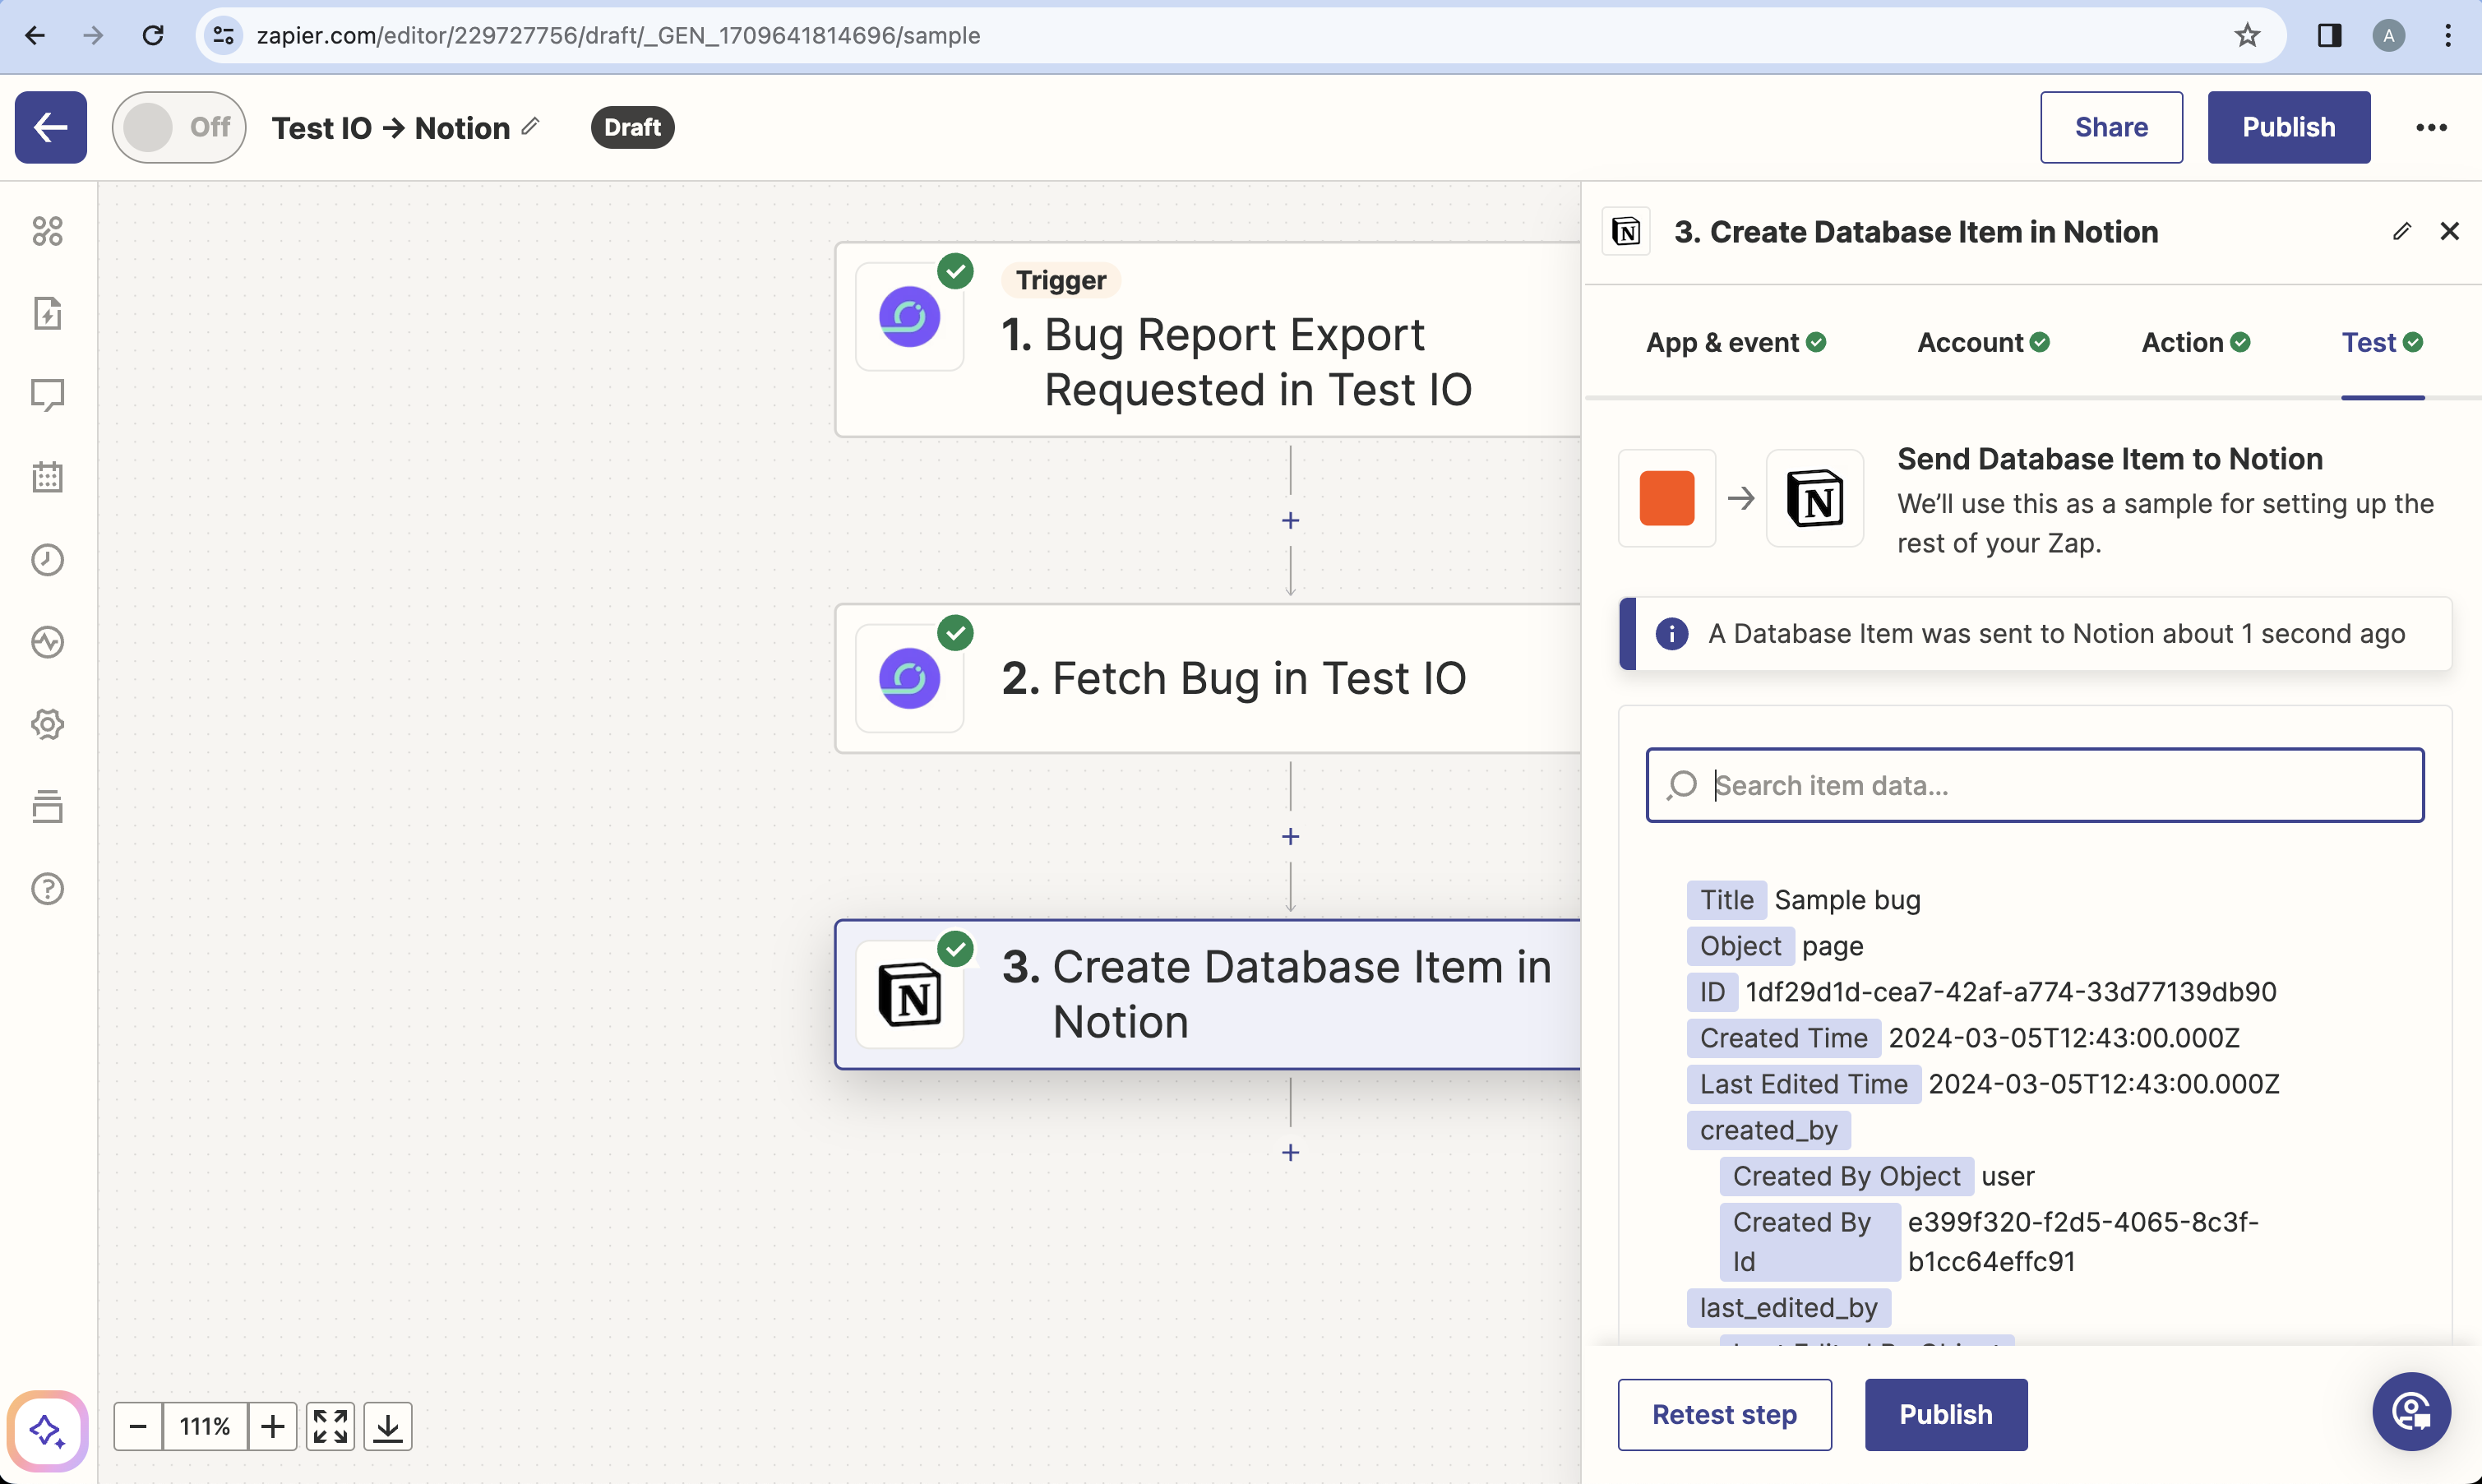 zapier.com/editor/229727756/draft/_GEN_1709641814696/sample
A
Off
Test IO → Notion
Draft
Share
Publish
Trigger
1. Bug Report Export
Requested in Test IO
2. Fetch Bug in Test IO
3. Create Database Item in
Notion
111%
3. Create Database Item in Notion
App & event
Account
Action
Test
Send Database Item to Notion
We'll use this as a sample for setting up the
rest of your Zap.
A Database Item was sent to Notion about 1 second ago
Search item data...
Title Sample bug
Object page
ID 1df29d1d-cea7-42af-a774-33d77139db90
Created Time 2024-03-05T12:43:00.000Z
Last Edited Time 2024-03-05T12:43:00.000Z
created_by
Created By Object user
Created By Id e399f320-f2d5-4065-8c3f-
b1cc64effc91
last_edited_by
Retest step
Publish